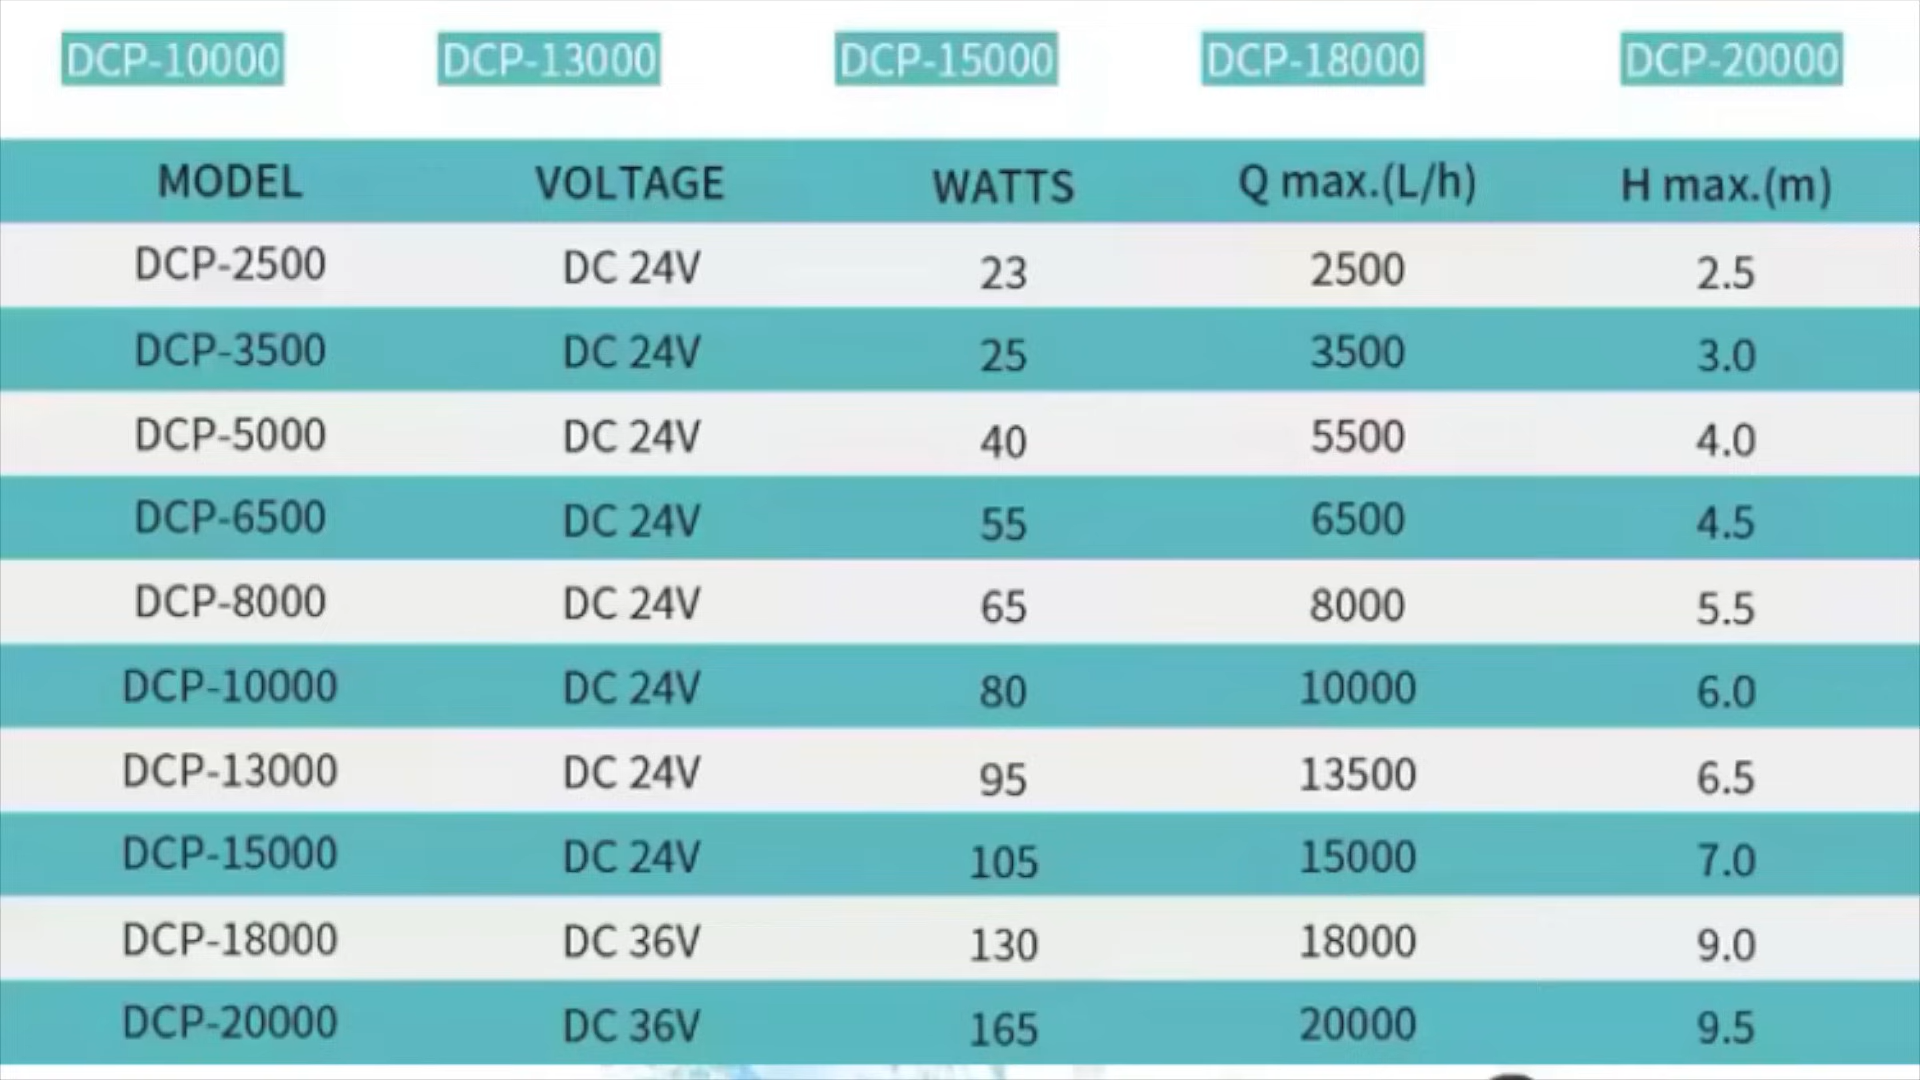 DCP-10000 DCP-13000 DCP-15000 DCP-18000 DCP-20000
MODEL VOLTAGE WATTS Q max.(L/h) H max.(m)
DCP-2500 DC 24V 23 2500 2.5
DCP-3500 DC 24V 25 3500 3.0
DCP-5000 DC 24V 40 5500 4.0
DCP-6500 DC 24V 55 6500 4.5
DCP-8000 DC 24V 65 8000 5.5
DCP-10000 DC 24V 80 10000 6.0
DCP-13000 DC 24V 95 13500 6.5
DCP-15000 DC 24V 105 15000 7.0
DCP-18000 DC 36V 130 18000 9.0
DCP-20000 DC 36V 165 20000 9.5